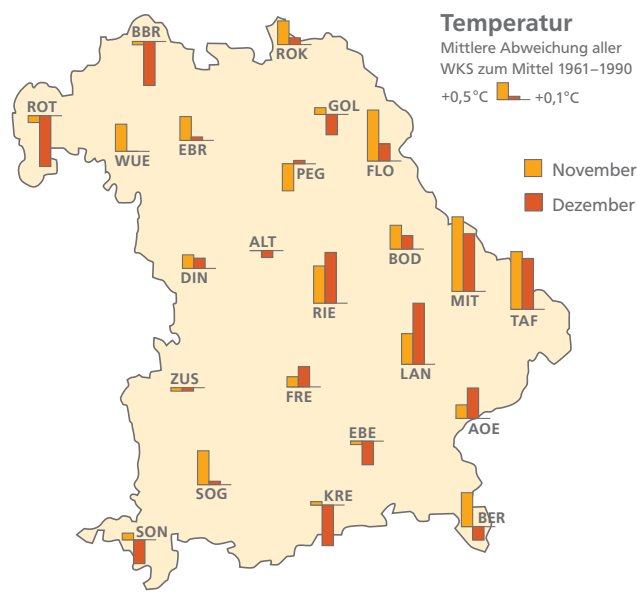 Temperatur
Mittlere Abweichung aller
WKS zum Mittel 1961–1990
+0,5°C +0,1°C
November
Dezember
BBR
ROK
ROT
GOL
WUE
EBR
FLO
PEG
ALT
BOD
DIN
RIE
MIT
TAF
LAN
ZUS
FRE
AOE
EBE
SOG
KRE
BER
SON